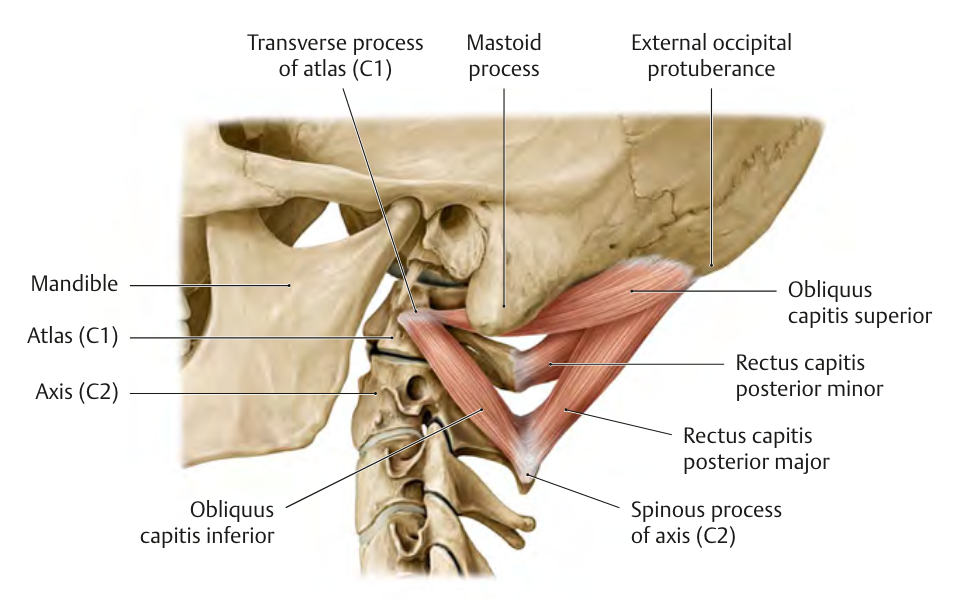 Transverse process
of atlas (C1)
Mastoid
process
External occipital
protuberance
Mandible
Atlas (C1)
Axis (C2)
Obliquus
capitis superior
Rectus capitis
posterior minor
Rectus capitis
posterior major
Obliquus
capitis inferior
Spinous process
of axis (C2)